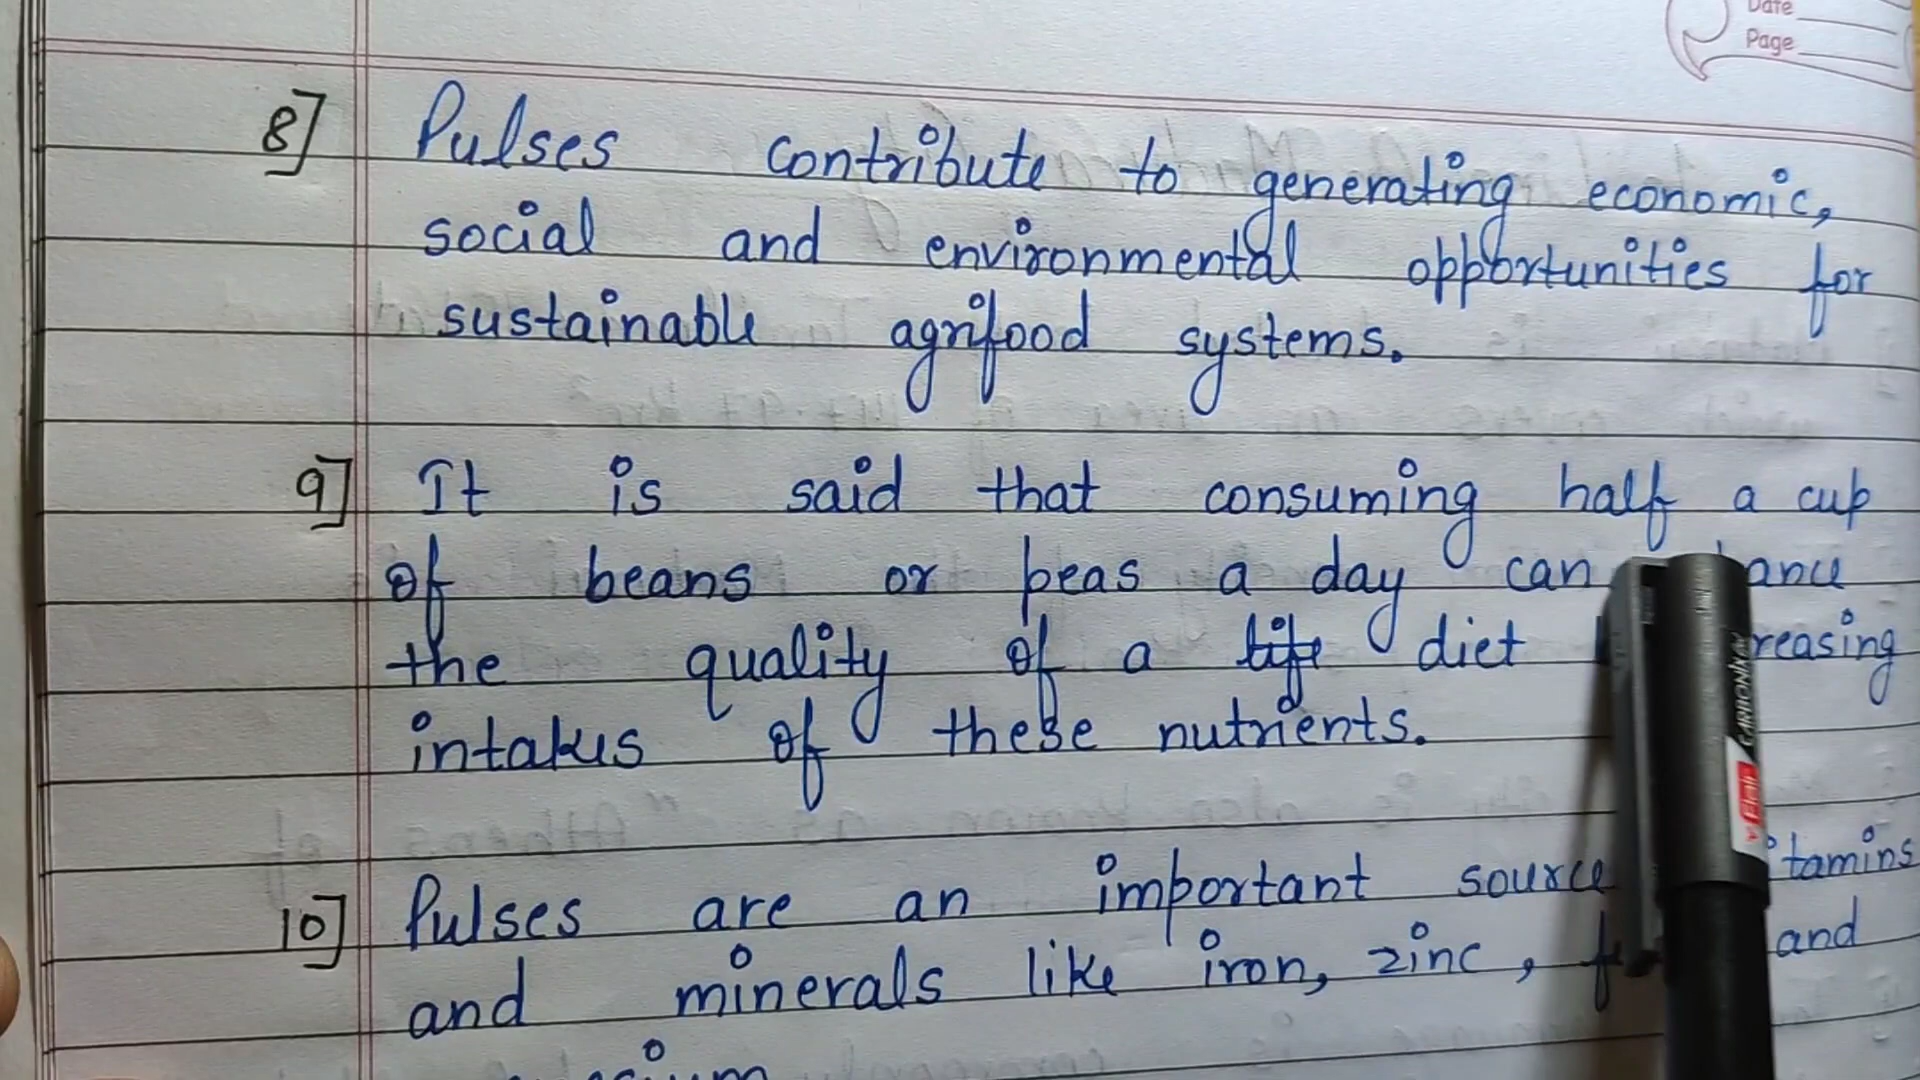 Date
Page
8] Pulses contribute to generating economic,
social and environmental opportunities for
sustainable agrifood systems.
9] It is said that consuming half a cup
of beans or peas a day can
the quality of a life diet
intakes of these nutrients.
10] Pulses are an important source
and minerals like iron, zinc, and